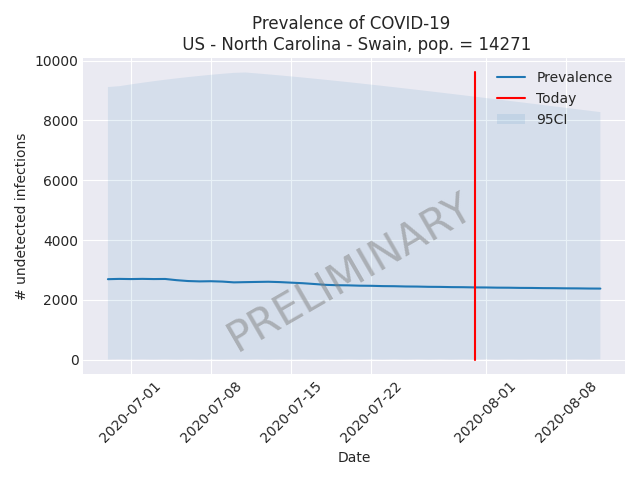 Prevalence of COVID-19
US - North Carolina - Swain, pop. = 14271
10000
8000
6000
4000
2000
0
# undetected infections
Prevalence
Today
95CI
PRELIMINARY
2020-07-01
2020-07-08
2020-07-15
2020-07-22
2020-08-01
2020-08-08
Date